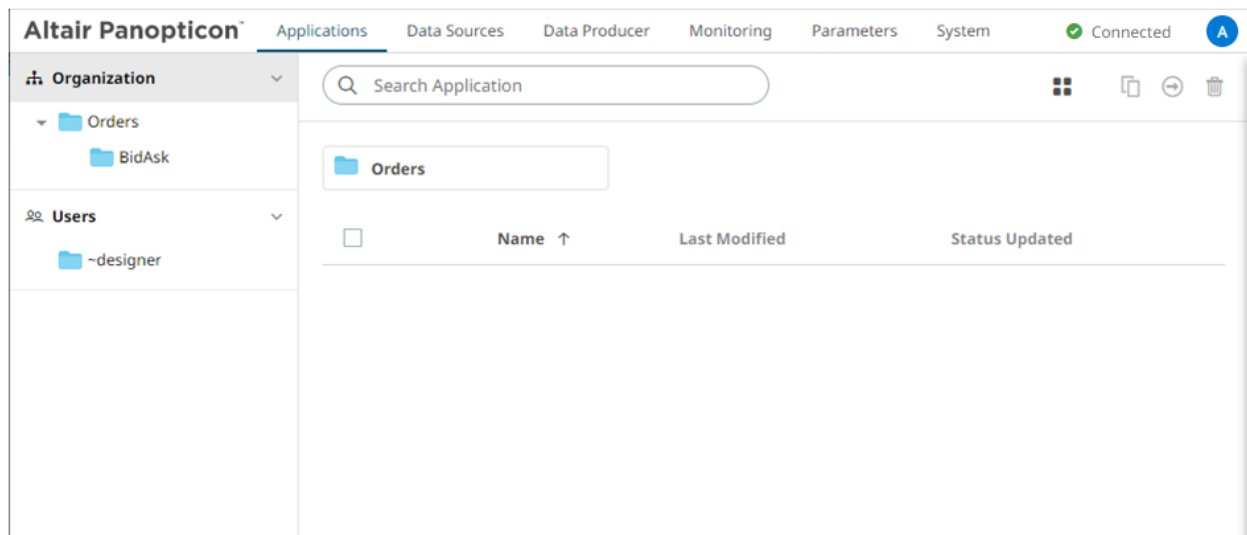 Altair Panopticon™ Applications Data Sources Data Producer Monitoring Parameters System Connected A
Organization
Search Application
Orders
BidAsk
Orders
Users
Name ↑ Last Modified Status Updated
~designer